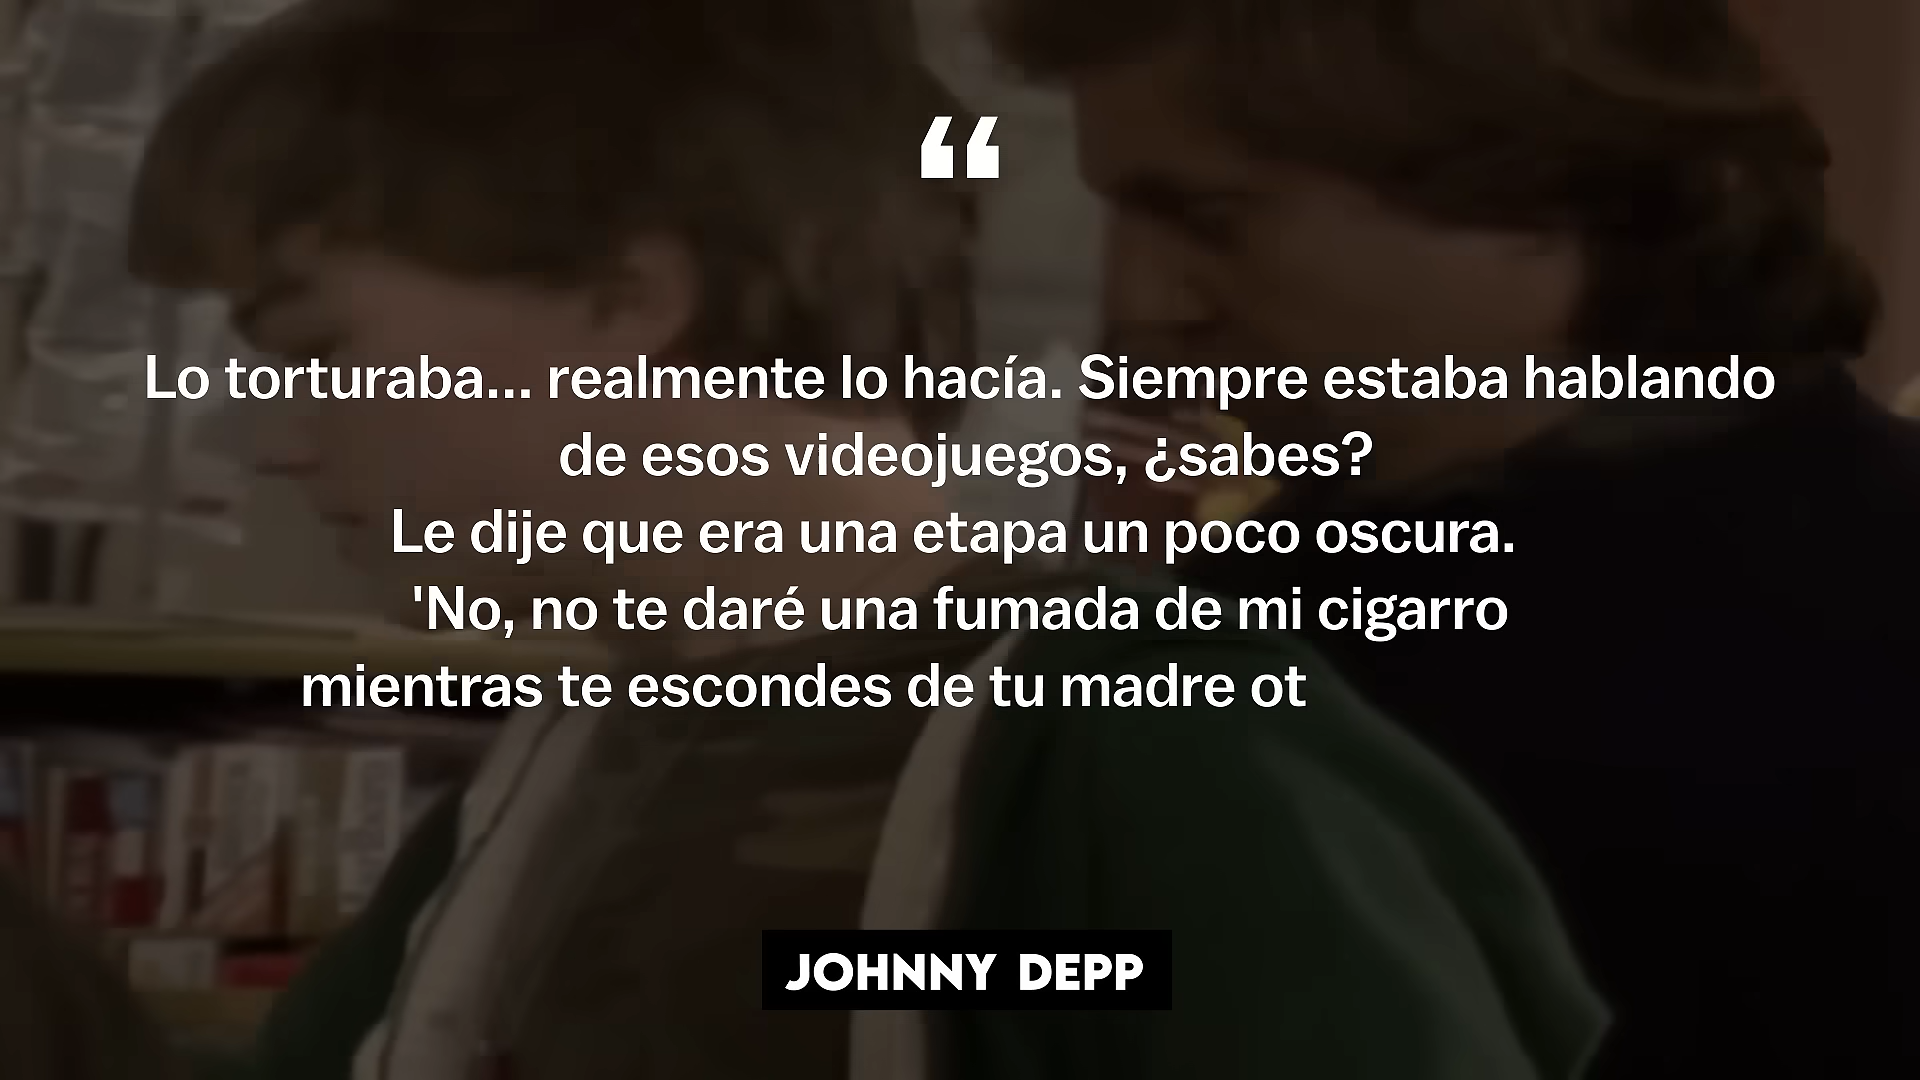 “
Lo torturaba... realmente lo hacía. Siempre estaba hablando
de esos videojuegos, ¿sabes?
Le dije que era una etapa un poco oscura.
'No, no te daré una fumada de mi cigarro
mientras te escondes de tu madre ot
JOHNNY DEPP